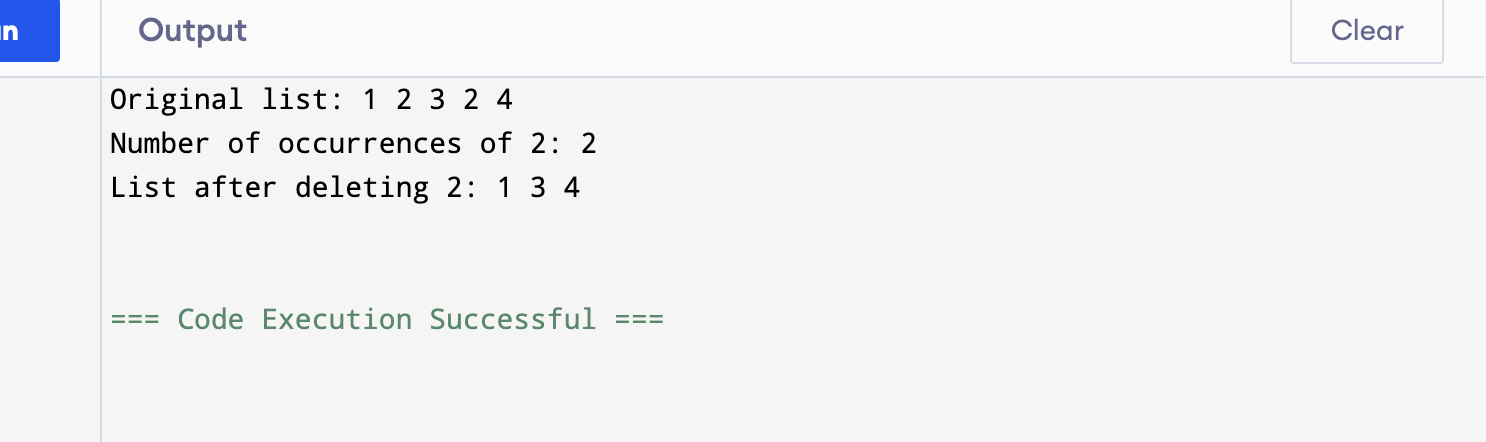 Output
Clear
Original list: 1 2 3 2 4
Number of occurrences of 2: 2
List after deleting 2: 1 3 4
=== Code Execution Successful ===